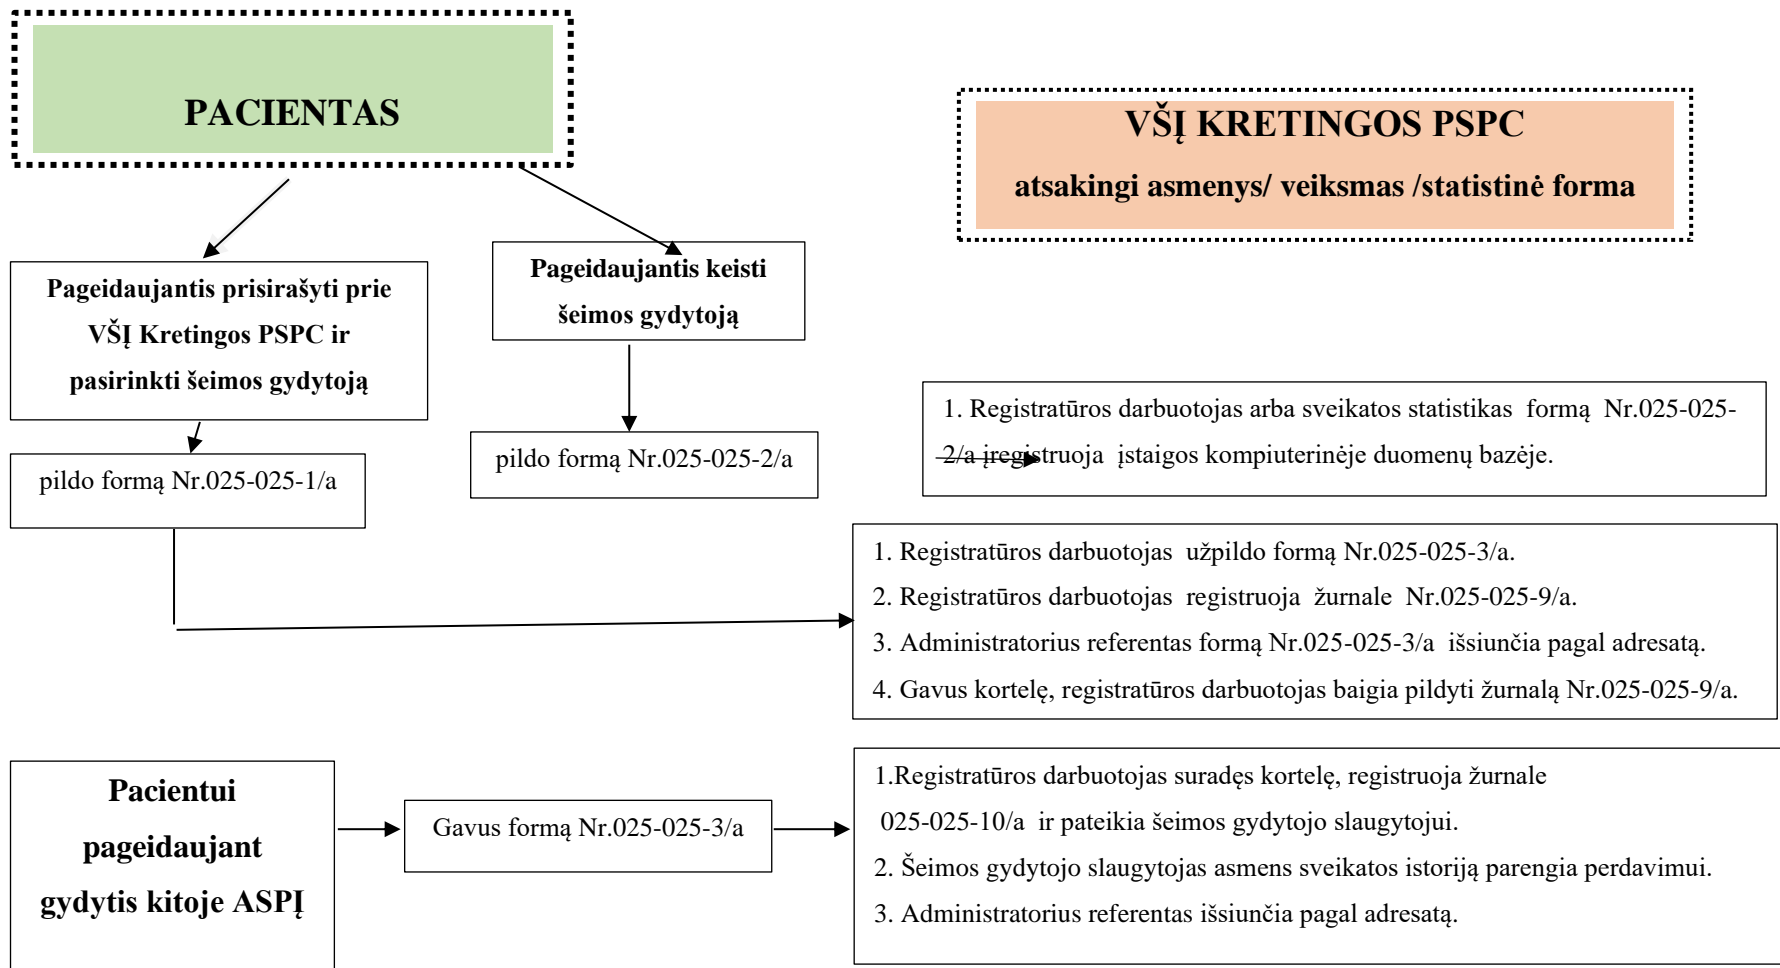 PACIENTAS
VŠĮ KRETINGOS PSPC
atsakingi asmenys/ veiksmas /statistinė forma
Pageidaujantis prisirašyti prie
VŠĮ Kretingos PSPC ir
pasirinkti šeimos gydytoją
Pageidaujantis keisti
šeimos gydytoją
pildo formą Nr.025-025-1/a
pildo formą Nr.025-025-2/a
1. Registratūros darbuotojas arba sveikatos statistikas formą Nr.025-025-
2/a įregistruoja įstaigos kompiuterinėje duomenų bazėje.
1. Registratūros darbuotojas užpildo formą Nr.025-025-3/a.
2. Registratūros darbuotojas registruoja žurnale Nr.025-025-9/a.
3. Administratorius referentas formą Nr.025-025-3/a išsiunčia pagal adresatą.
4. Gavus kortelę, registratūros darbuotojas baigia pildyti žurnalą Nr.025-025-9/a.
Pacientui
pageidaujant
gydytis kitoje ASPĮ
Gavus formą Nr.025-025-3/a
1.Registratūros darbuotojas suradęs kortelę, registruoja žurnale
025-025-10/a ir pateikia šeimos gydytojo slaugytojui.
2. Šeimos gydytojo slaugytojas asmens sveikatos istoriją parengia perdavimui.
3. Administratorius referentas išsiunčia pagal adresatą.